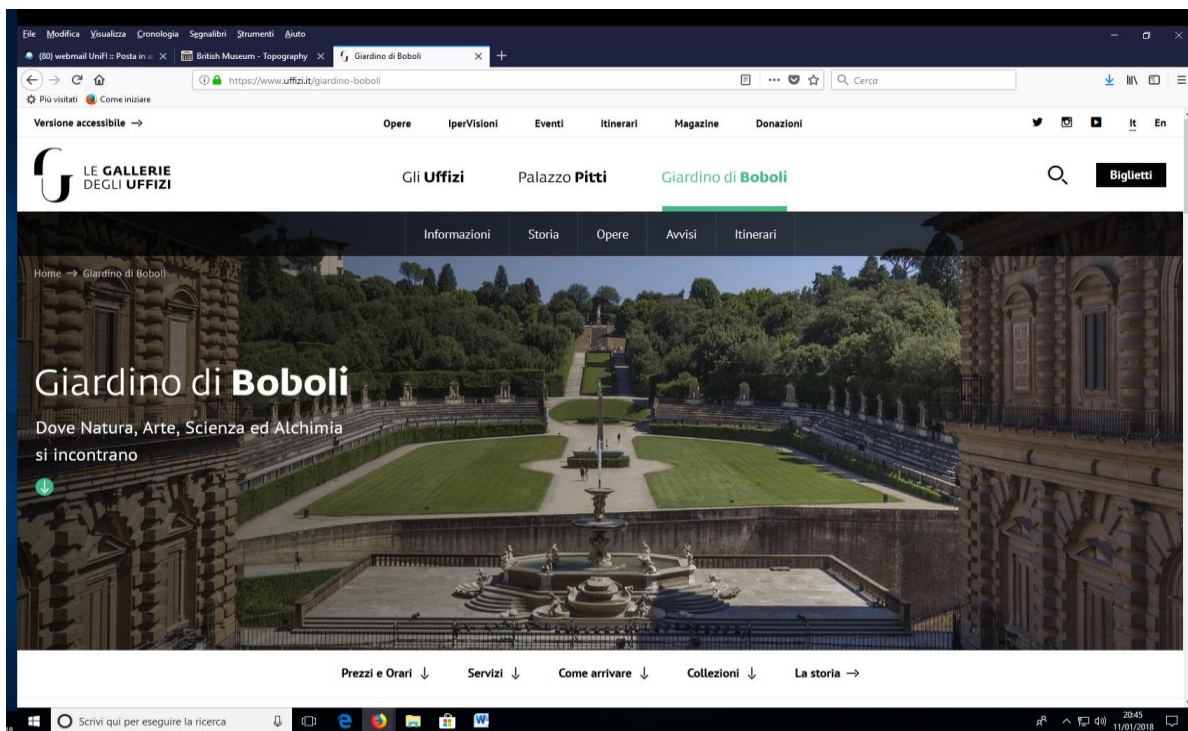 File Modifica Visualizza Cronologia Segnalibri Strumenti Aiuto
(80) webmail UniFI :: Posta in British Museum - Topography Giardino di Boboli
https://www.uffizi.it/giardino-boboli Cerca
Più visitati Come iniziare
Versione accessibile → Opere IperVisioni Eventi Itinerari Magazine Donazioni It En
LE GALLERIE
DEGLI UFFIZI
Gli Uffizi Palazzo Pitti Giardino di Boboli Biglietti
Informazioni Storia Opere Avvisi Itinerari
Home → Giardino di Boboli
Giardino di Boboli
Dove Natura, Arte, Scienza ed Alchimia
si incontrano
Prezzi e Orari ↓ Servizi ↓ Come arrivare ↓ Collezioni ↓ La storia →
Scrivi qui per eseguire la ricerca
20:45
11/01/2018